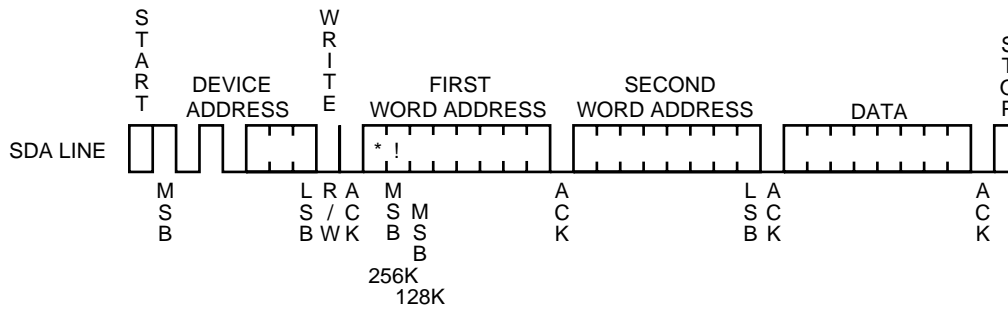 START
WRITE
STOP
DEVICE
ADDRESS
FIRST
WORD ADDRESS
SECOND
WORD ADDRESS
DATA
SDA LINE
* !
MSB
LSB
R/W
ACK
MSB
MSB
ACK
LSB
ACK
ACK
256K
128K